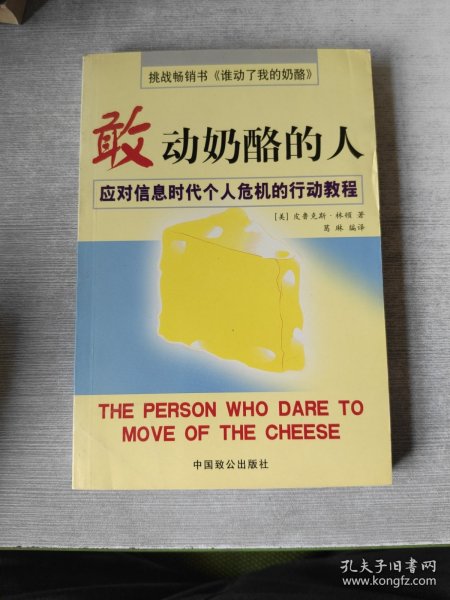 挑战畅销书《谁动了我的奶酪》
敢动奶酪的人
应对信息时代个人危机的行动教程
[美] 皮鲁克斯·林顿 著
葛琳 编译
THE PERSON WHO DARE TO
MOVE OF THE CHEESE
中国致公出版社
孔夫子旧书网
www.kongfz.com